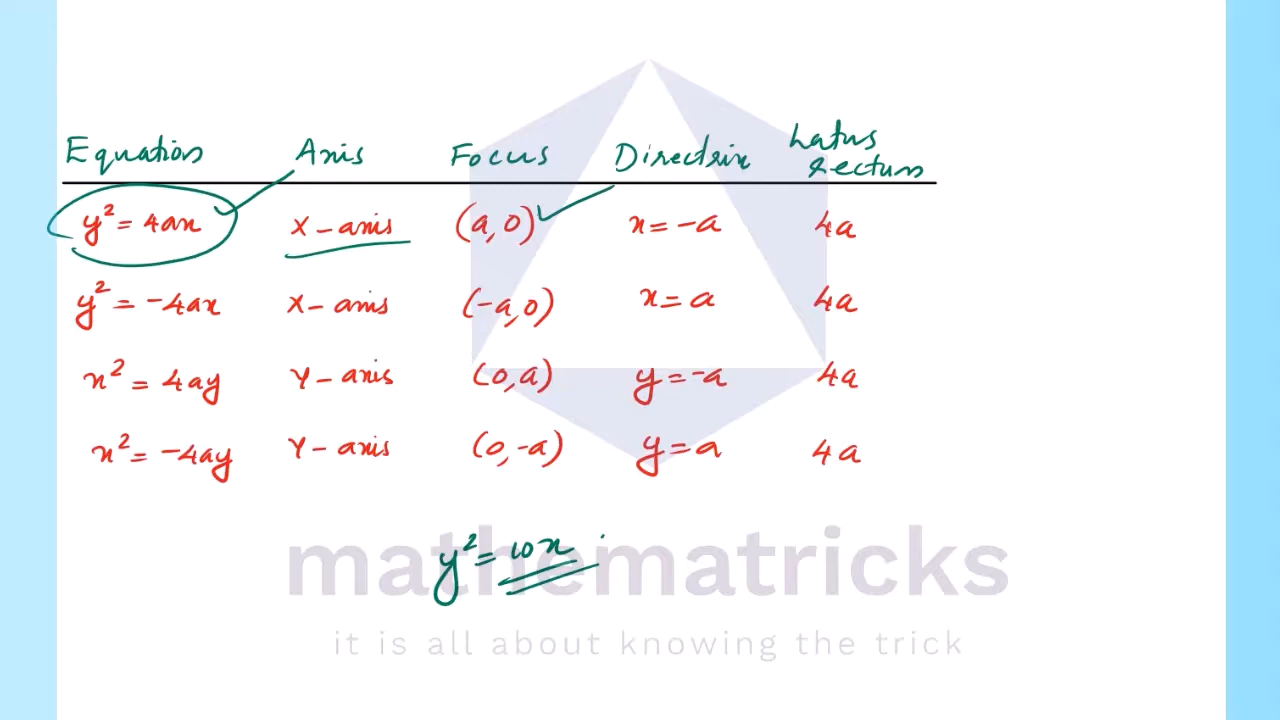 Equation Axis Focus Directrix Latus Rectum
y² = 4ax X-axis (a, 0) x = -a 4a
y² = -4ax X-axis (-a, 0) x = a 4a
x² = 4ay Y-axis (0, a) y = -a 4a
x² = -4ay Y-axis (0, -a) y = a 4a
y² = 10x
mathematricks
it is all about knowing the trick